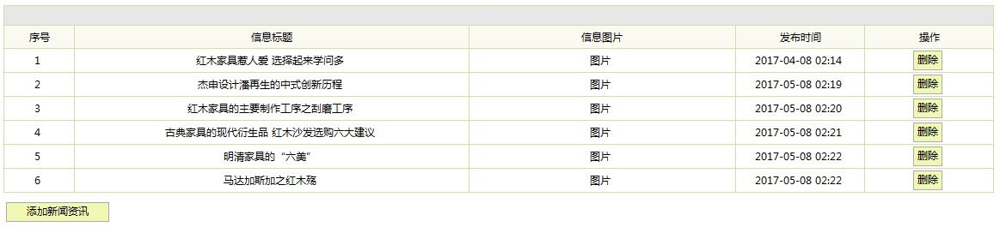 序号 信息标题 信息图片 发布时间 操作
1 红木家具惹人爱 选择起来学问多 图片 2017-04-08 02:14 删除
2 杰申设计潘再生的中式创新历程 图片 2017-05-08 02:19 删除
3 红木家具的主要制作工序之刮磨工序 图片 2017-05-08 02:20 删除
4 古典家具的现代衍生品 红木沙发选购六大建议 图片 2017-05-08 02:21 删除
5 明清家具的“六美” 图片 2017-05-08 02:22 删除
6 马达加斯加之红木殇 图片 2017-05-08 02:22 删除
添加新闻资讯